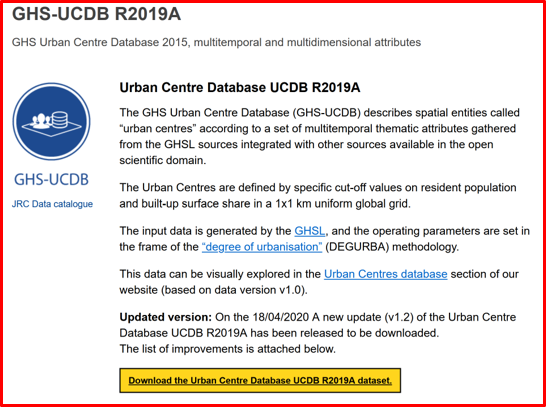 GHS-UCDB R2019A
GHS Urban Centre Database 2015, multitemporal and multidimensional attributes
GHS-UCDB
JRC Data catalogue
Urban Centre Database UCDB R2019A
The GHS Urban Centre Database (GHS-UCDB) describes spatial entities called
“urban centres” according to a set of multitemporal thematic attributes gathered
from the GHSL sources integrated with other sources available in the open
scientific domain.
The Urban Centres are defined by specific cut-off values on resident population
and built-up surface share in a 1x1 km uniform global grid.
The input data is generated by the GHSL, and the operating parameters are set in
the frame of the “degree of urbanisation” (DEGURBA) methodology.
This data can be visually explored in the Urban Centres database section of our
website (based on data version v1.0).
Updated version: On the 18/04/2020 A new update (v1.2) of the Urban Centre
Database UCDB R2019A has been released to be downloaded.
The list of improvements is attached below.
Download the Urban Centre Database UCDB R2019A dataset.